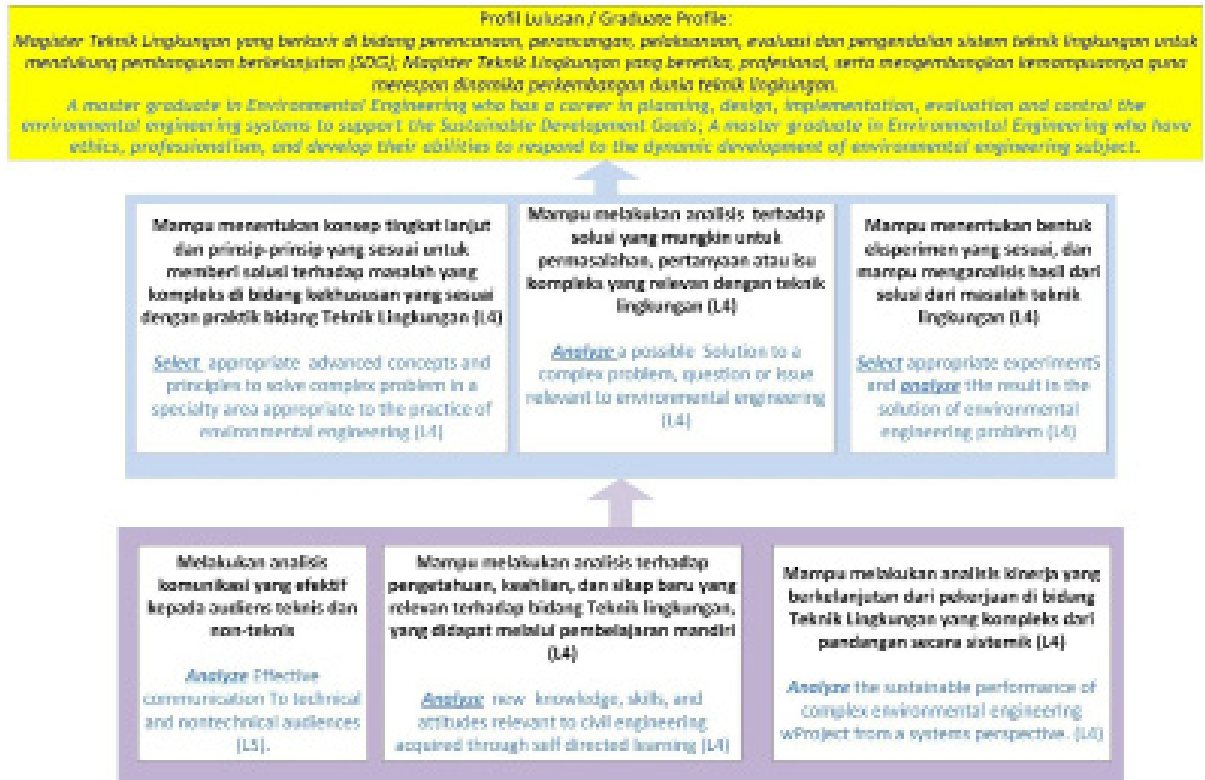 Profil Lulusan / Graduate Profile:
Magister Teknik Lingkungan yang berkarir di bidang perencanaan, perancangan, pelaksanaan, evaluasi dan pengendalian sistem teknik lingkungan untuk
mendukung pembangunan berkelanjutan (SDG); Magister Teknik Lingkungan yang beretika, profesional, serta mengembangkan kemampuannya guna
merespon dinamika perkembangan dunia teknik lingkungan.
A master graduate in Environmental Engineering who has a career in planning, design, implementation, evaluation and control the
environmental engineering systems to support the Sustainable Development Goals; A master graduate in Environmental Engineering who have
ethics, professionalism, and develop their abilities to respond to the dynamic development of environmental engineering subject.
Mampu menentukan konsep tingkat lanjut
dan prinsip-prinsip yang sesuai untuk
memberi solusi terhadap masalah yang
kompleks di bidang kekhususan yang sesuai
dengan praktik bidang Teknik Lingkungan (L4)
Select appropriate advanced concepts and
principles to solve complex problem in a
specialty area appropriate to the practice of
environmental engineering (L4)
Mampu melakukan analisis terhadap
solusi yang mungkin untuk
permasalahan, pertanyaan atau isu
kompleks yang relevan dengan teknik
lingkungan (L4)
Analyze a possible Solution to a
complex problem, question or issue
relevant to environmental engineering
(L4)
Mampu menentukan bentuk
eksperimen yang sesuai, dan
mampu menganalisis hasil dari
solusi dari masalah teknik
lingkungan (L4)
Select appropriate experimentS
and analyze the result in the
solution of environmental
engineering problem (L4)
Melakukan analisis
komunikasi yang efektif
kepada audiens teknis dan
non-teknis
Analyze Effective
communication To technical
and nontechnical audiences
(L5).
Mampu melakukan analisis terhadap
pengetahuan, keahlian, dan sikap baru yang
relevan terhadap bidang Teknik lingkungan,
yang didapat melalui pembelajaran mandiri
(L4)
Analyze new knowledge, skills, and
attitudes relevant to civil engineering
acquired through self directed learning (L4)
Mampu melakukan analisis kinerja yang
berkelanjutan dari pekerjaan di bidang
Teknik Lingkungan yang kompleks dari
pandangan secara sistemik (L4)
Analyze the sustainable performance of
complex environmental engineering
wProject from a systems perspective. (L4)